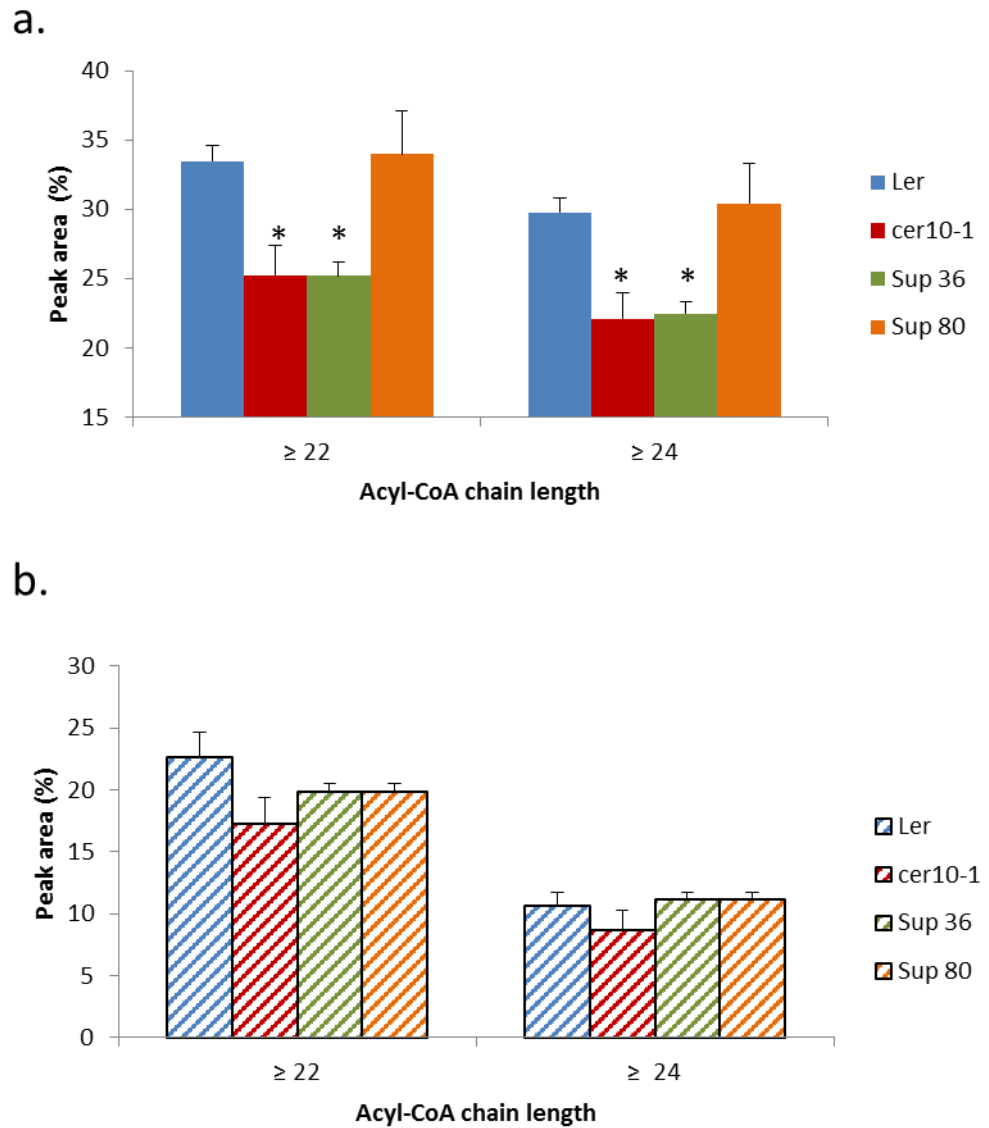 a.
40
35
30
25
20
15
Peak area (%)
* *
* *
≥ 22
≥ 24
Acyl-CoA chain length
Ler
cer10-1
Sup 36
Sup 80
b.
30
25
20
15
10
5
0
Peak area (%)
≥ 22
≥ 24
Acyl-CoA chain length
Ler
cer10-1
Sup 36
Sup 80